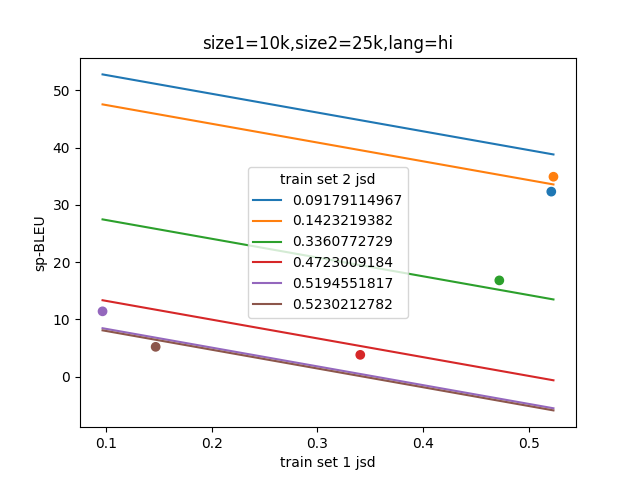 size1=10k,size2=25k,lang=hi
sp-BLEU
50
40
30
20
10
0
train set 2 jsd
0.09179114967
0.1423219382
0.3360772729
0.4723009184
0.5194551817
0.5230212782
0.1 0.2 0.3 0.4 0.5
train set 1 jsd